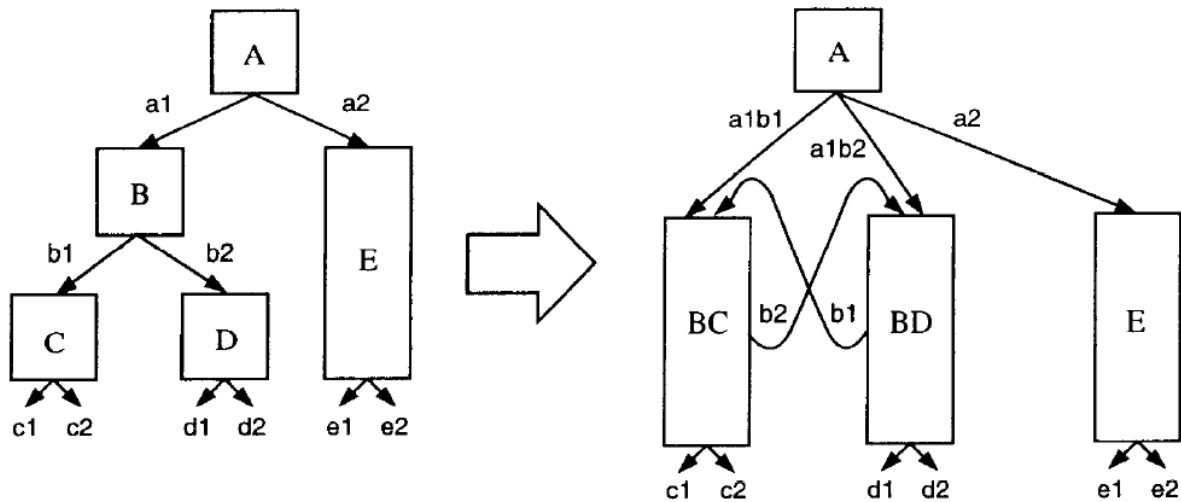 A
a1 a2
B
b1 b2
C D E
c1 c2 d1 d2 e1 e2
A
a1b1 a1b2 a2
BC b2 b1 BD E
c1 c2 d1 d2 e1 e2